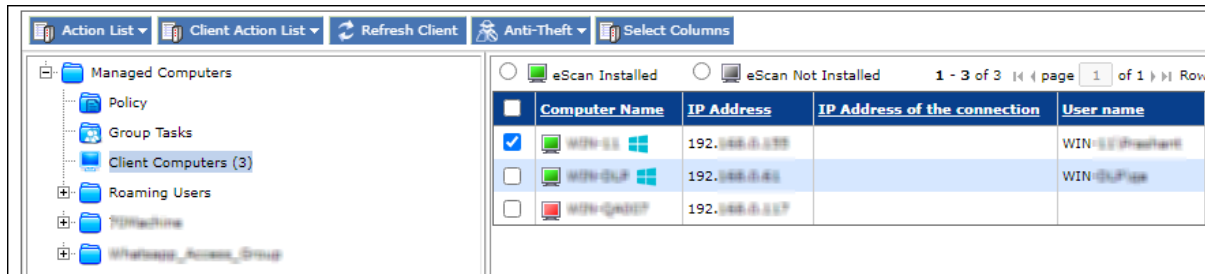 Action List Client Action List Refresh Client Anti-Theft Select Columns
Managed Computers
Policy
Group Tasks
Client Computers (3)
Roaming Users
eScan Installed eScan Not Installed 1 - 3 of 3 page 1 of 1 Row
Computer Name IP Address IP Address of the connection User name
192. WIN
192. WIN
192.